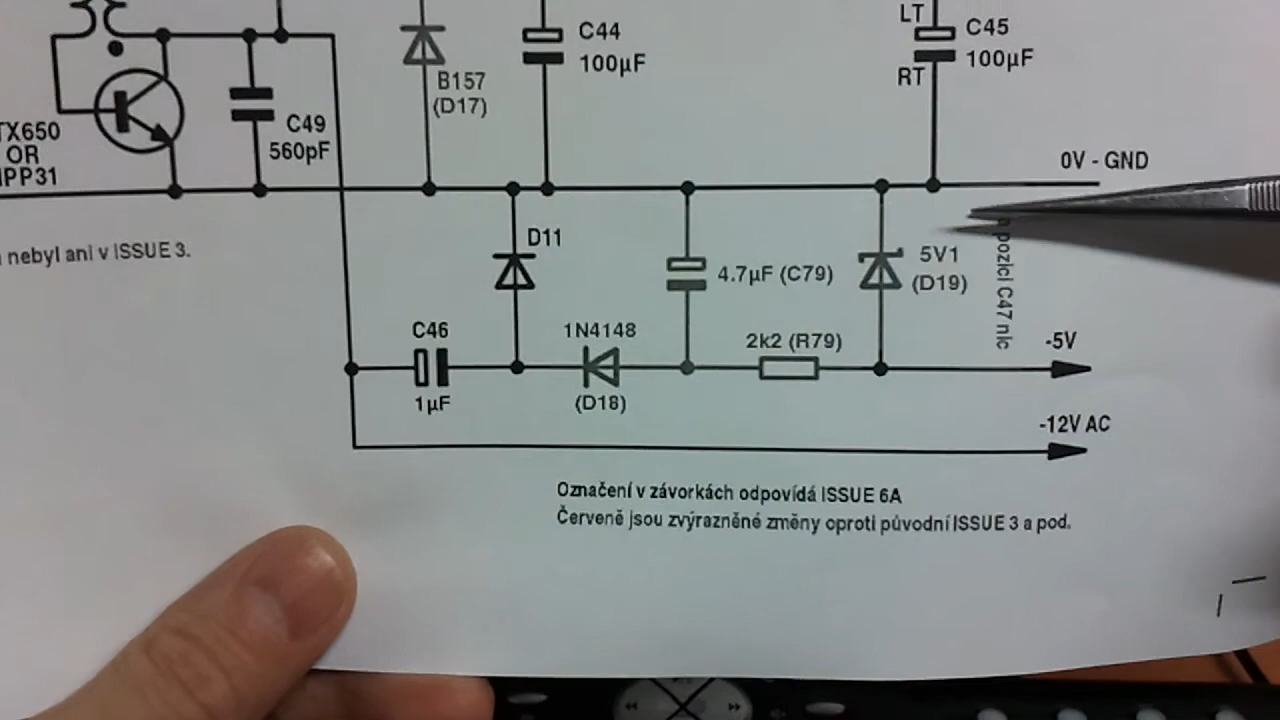 LT
C44
100µF
C45
100µF
RT
B157
(D17)
C49
560pF
TX650
OR
IPP31
0V - GND
nebyl ani v ISSUE 3.
D11
4.7µF (C79)
5V1
(D19)
pozici C47 nic
C46
1µF
1N4148
(D18)
2k2 (R79)
-5V
-12V AC
Označení v závorkách odpovídá ISSUE 6A
Červeně jsou zvýrazněné změny oproti původní ISSUE 3 a pod.